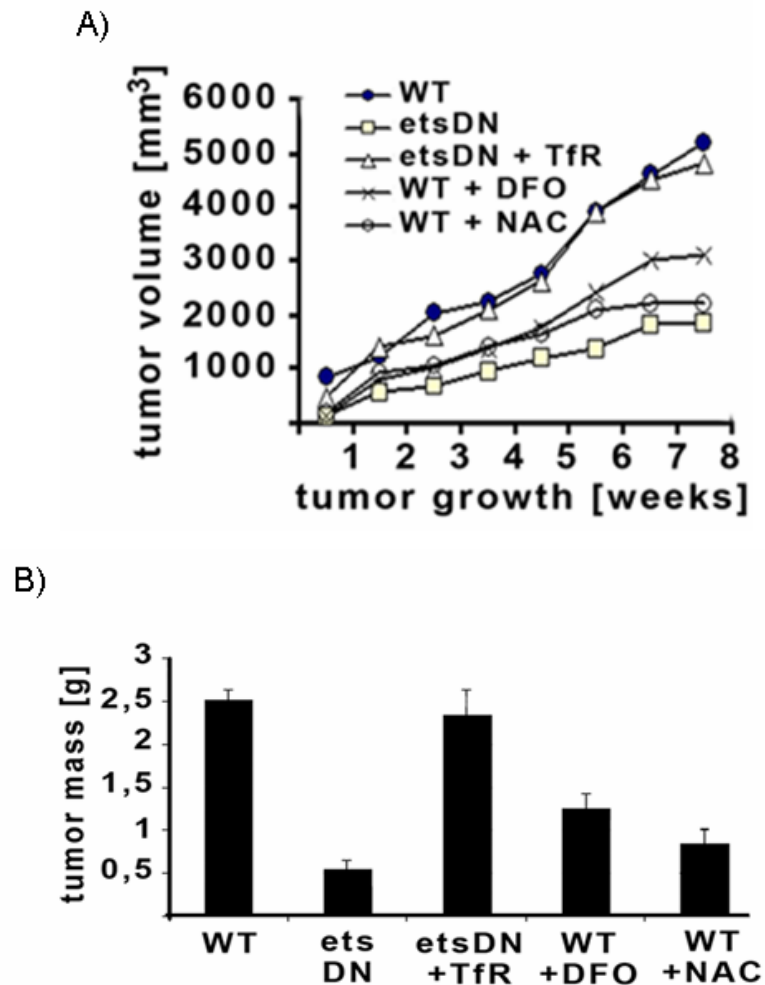 A)
tumor volume [mm3]
6000
5000
4000
3000
2000
1000
WT
etsDN
etsDN + TfR
WT + DFO
WT + NAC
1 2 3 4 5 6 7 8
tumor growth [weeks]
B)
tumor mass [g]
3
2,5
2
1,5
1
0,5
WT ets etsDN WT WT
DN +TfR +DFO +NAC